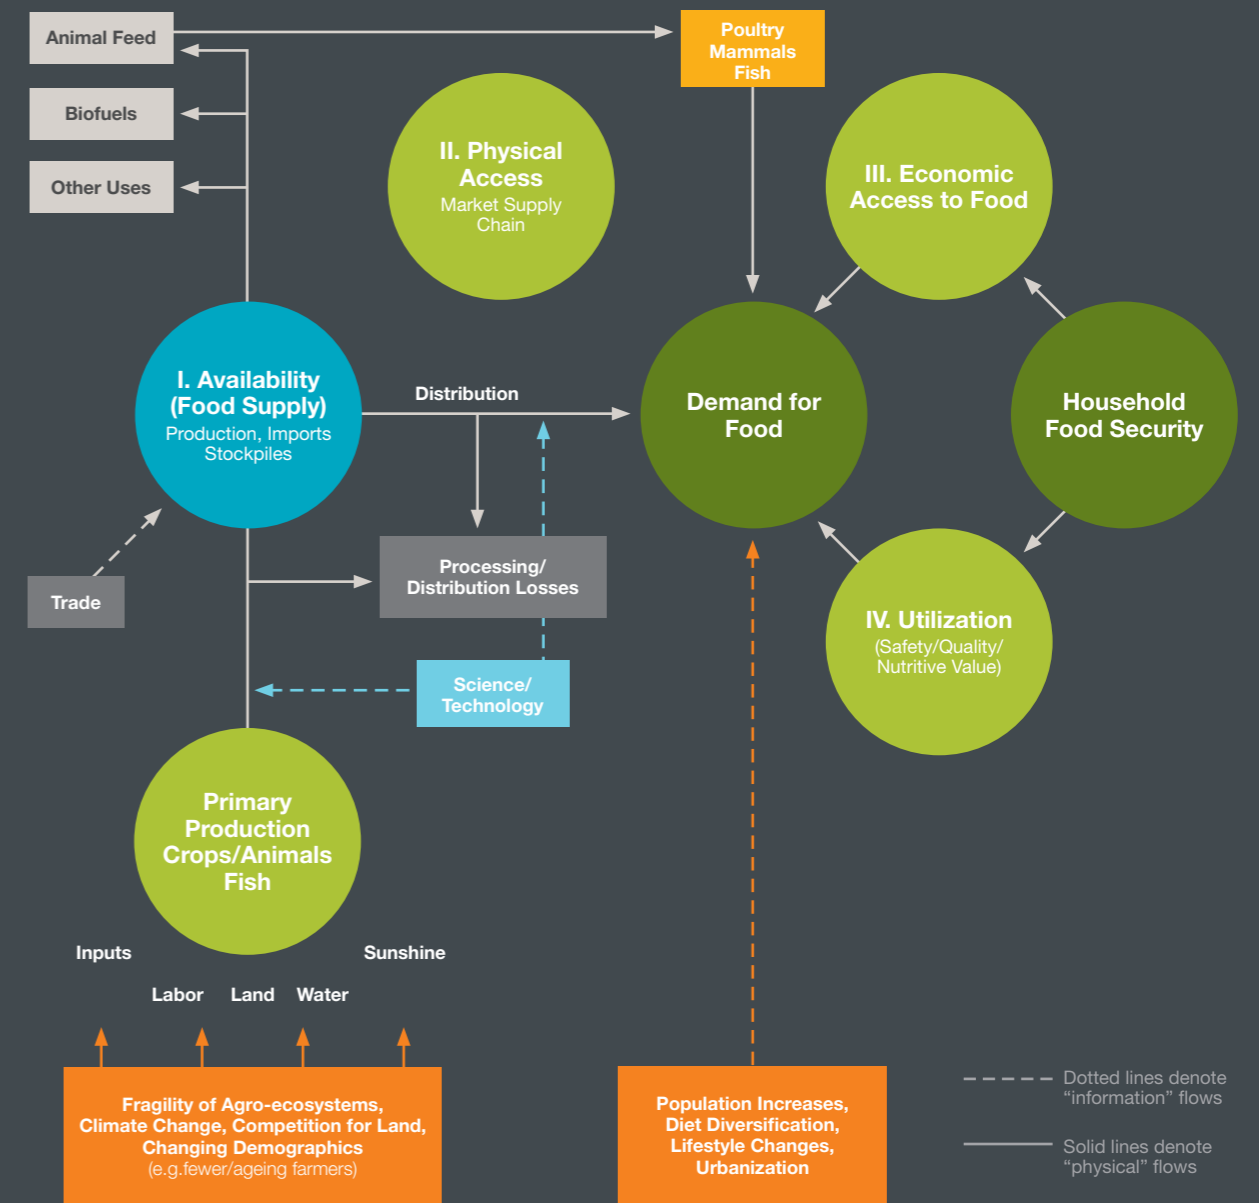 Animal Feed
Poultry
Mammals
Fish
Biofuels
Other Uses
II. Physical
Access
Market Supply
Chain
III. Economic
Access to Food
I. Availability
(Food Supply)
Production, Imports
Stockpiles
Distribution
Demand for
Food
Household
Food Security
Trade
Processing/
Distribution Losses
IV. Utilization
(Safety/Quality/
Nutritive Value)
Science/
Technology
Primary
Production
Crops/Animals
Fish
Inputs
Sunshine
Labor
Land
Water
Fragility of Agro-ecosystems,
Climate Change, Competition for Land,
Changing Demographics
(e.g.fewer/ageing farmers)
Population Increases,
Diet Diversification,
Lifestyle Changes,
Urbanization
Dotted lines denote
“information” flows
Solid lines denote
“physical” flows